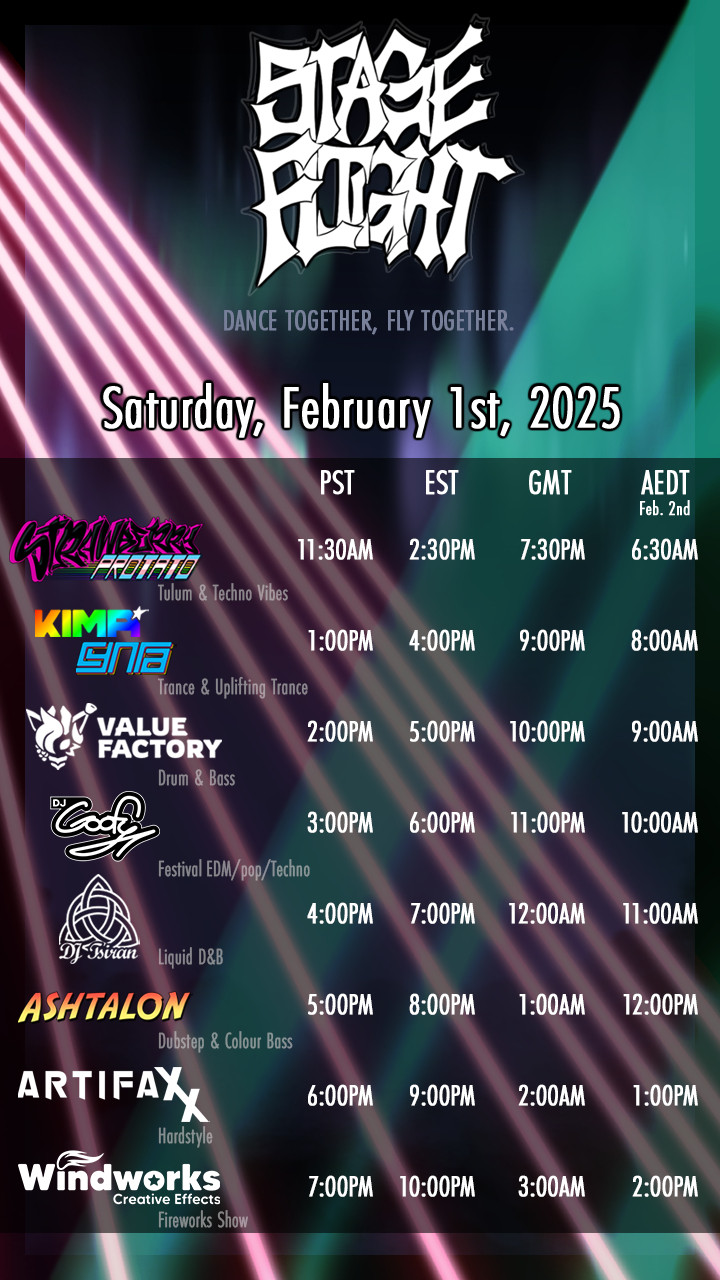 STAGE
FLIGHT
DANCE TOGETHER, FLY TOGETHER.
Saturday, February 1st, 2025
PST EST GMT AEDT
Feb. 2nd
STRAWBERRY
PROTATO
11:30AM 2:30PM 7:30PM 6:30AM
Tulum & Techno Vibes
KIMPI
1:00PM 4:00PM 9:00PM 8:00AM
Trance & Uplifting Trance
VALUE
FACTORY
2:00PM 5:00PM 10:00PM 9:00AM
Drum & Bass
DJ
Goofy
3:00PM 6:00PM 11:00PM 10:00AM
Festival EDM/pop/Techno
4:00PM 7:00PM 12:00AM 11:00AM
DJ Tsiran
Liquid D&B
ASHTALON
5:00PM 8:00PM 1:00AM 12:00PM
Dubstep & Colour Bass
ARTIFAXX
6:00PM 9:00PM 2:00AM 1:00PM
Hardstyle
Windworks
Creative Effects
7:00PM 10:00PM 3:00AM 2:00PM
Fireworks Show